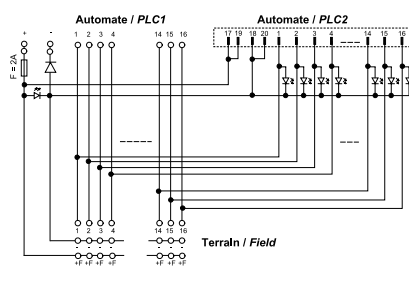 Automate / PLC1
Automate / PLC2
+ -
1 2 3 4 14 15 16
17 19 18 20 1 2 3 4 14 15 16
F = 2A
1 2 3 4 14 15 16
Terrain / Field
- - - - - - -
+F +F +F +F +F +F +F